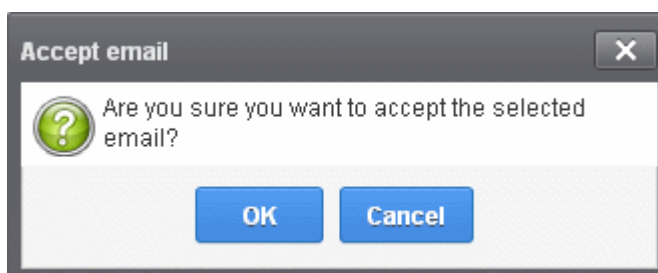 Accept email
Are you sure you want to accept the selected
email?
OK
Cancel